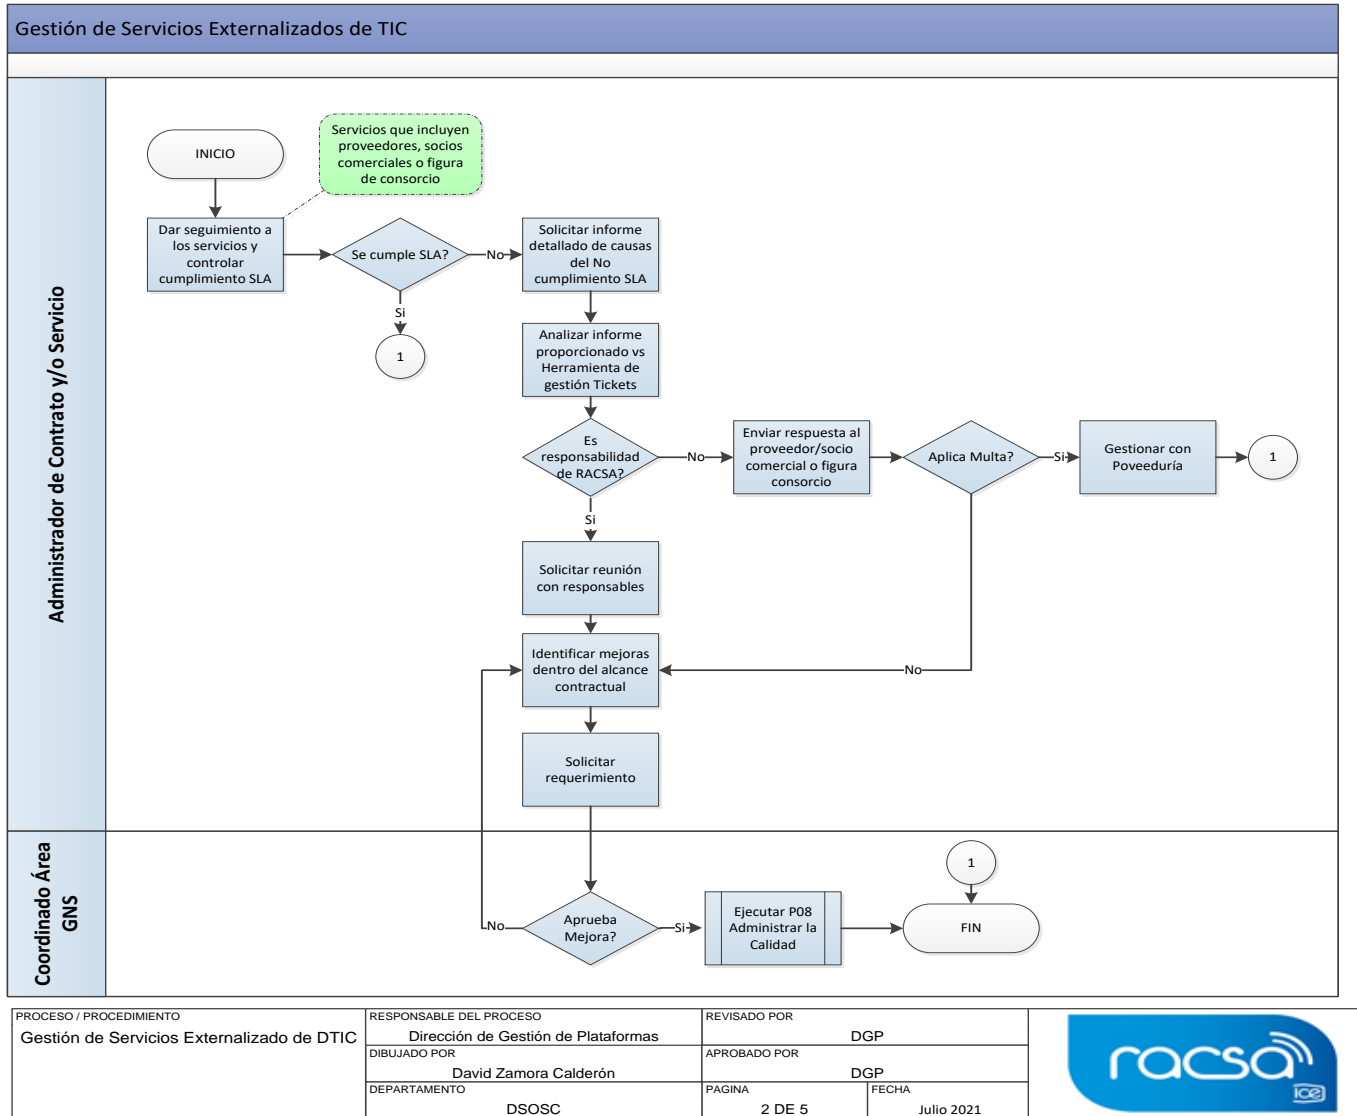 Gestión de Servicios Externalizados de TIC
Administrador de Contrato y/o Servicio
INICIO
Servicios que incluyen
proveedores, socios
comerciales o figura
de consorcio
Dar seguimiento a
los servicios y
controlar
cumplimiento SLA
Se cumple SLA?
No
Si
1
Solicitar informe
detallado de causas
del No
cumplimiento SLA
Analizar informe
proporcionado vs
Herramienta de
gestión Tickets
Es
responsabilidad
de RACSA?
No
Si
Enviar respuesta al
proveedor/socio
comercial o figura
consorcio
Aplica Multa?
Si
No
Gestionar con
Poveeduría
1
Solicitar reunión
con responsables
Identificar mejoras
dentro del alcance
contractual
Solicitar
requerimiento
Coordinado Área
GNS
Aprueba
Mejora?
No
Si
Ejecutar P08
Administrar la
Calidad
1
FIN
PROCESO / PROCEDIMIENTO
Gestión de Servicios Externalizado de DTIC
RESPONSABLE DEL PROCESO
Dirección de Gestión de Plataformas
REVISADO POR
DGP
DIBUJADO POR
David Zamora Calderón
APROBADO POR
DGP
DEPARTAMENTO
DSOSC
PAGINA
2 DE 5
FECHA
Julio 2021
racsa
ice